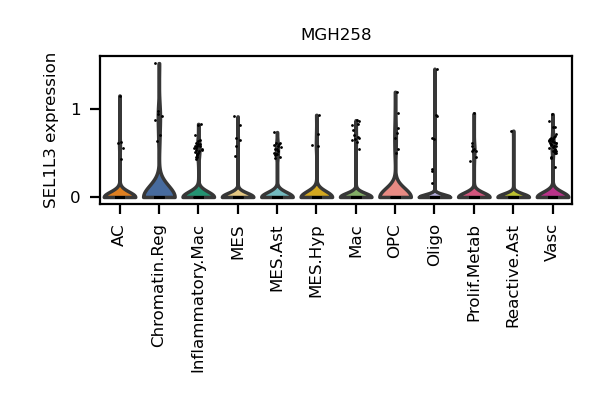 MGH258
SEL1L3 expression
1
0
AC
Chromatin.Reg
Inflammatory.Mac
MES
MES.Ast
MES.Hyp
Mac
OPC
Oligo
Prolif.Metab
Reactive.Ast
Vasc